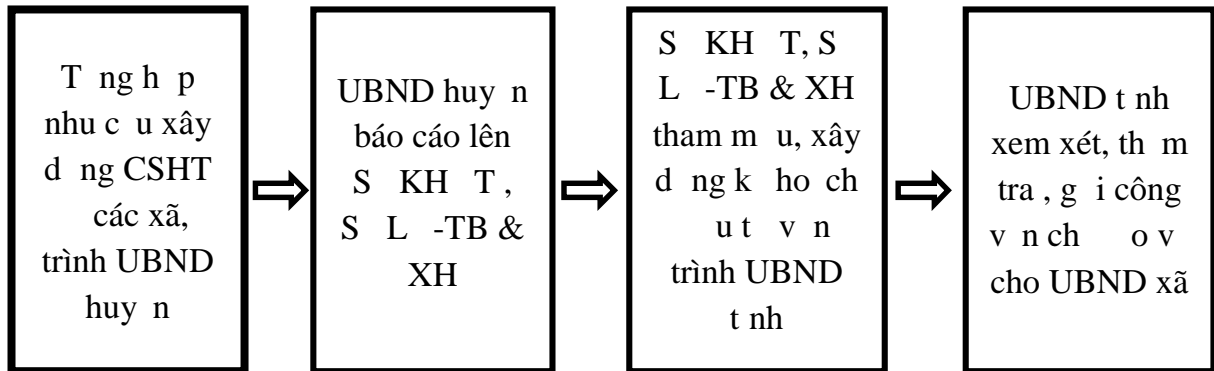 T ng h p
nhu c u xây
d ng CSHT
các xã,
trình UBND
huy n
UBND huy n
báo cáo lên
S KH T ,
S L -TB &
XH
S KH T, S
L -TB & XH
tham m u, xây
d ng k ho ch
u t v n
trình UBND
t nh
UBND t nh
xem xét, th m
tra , g i công
v n ch o v
cho UBND xã